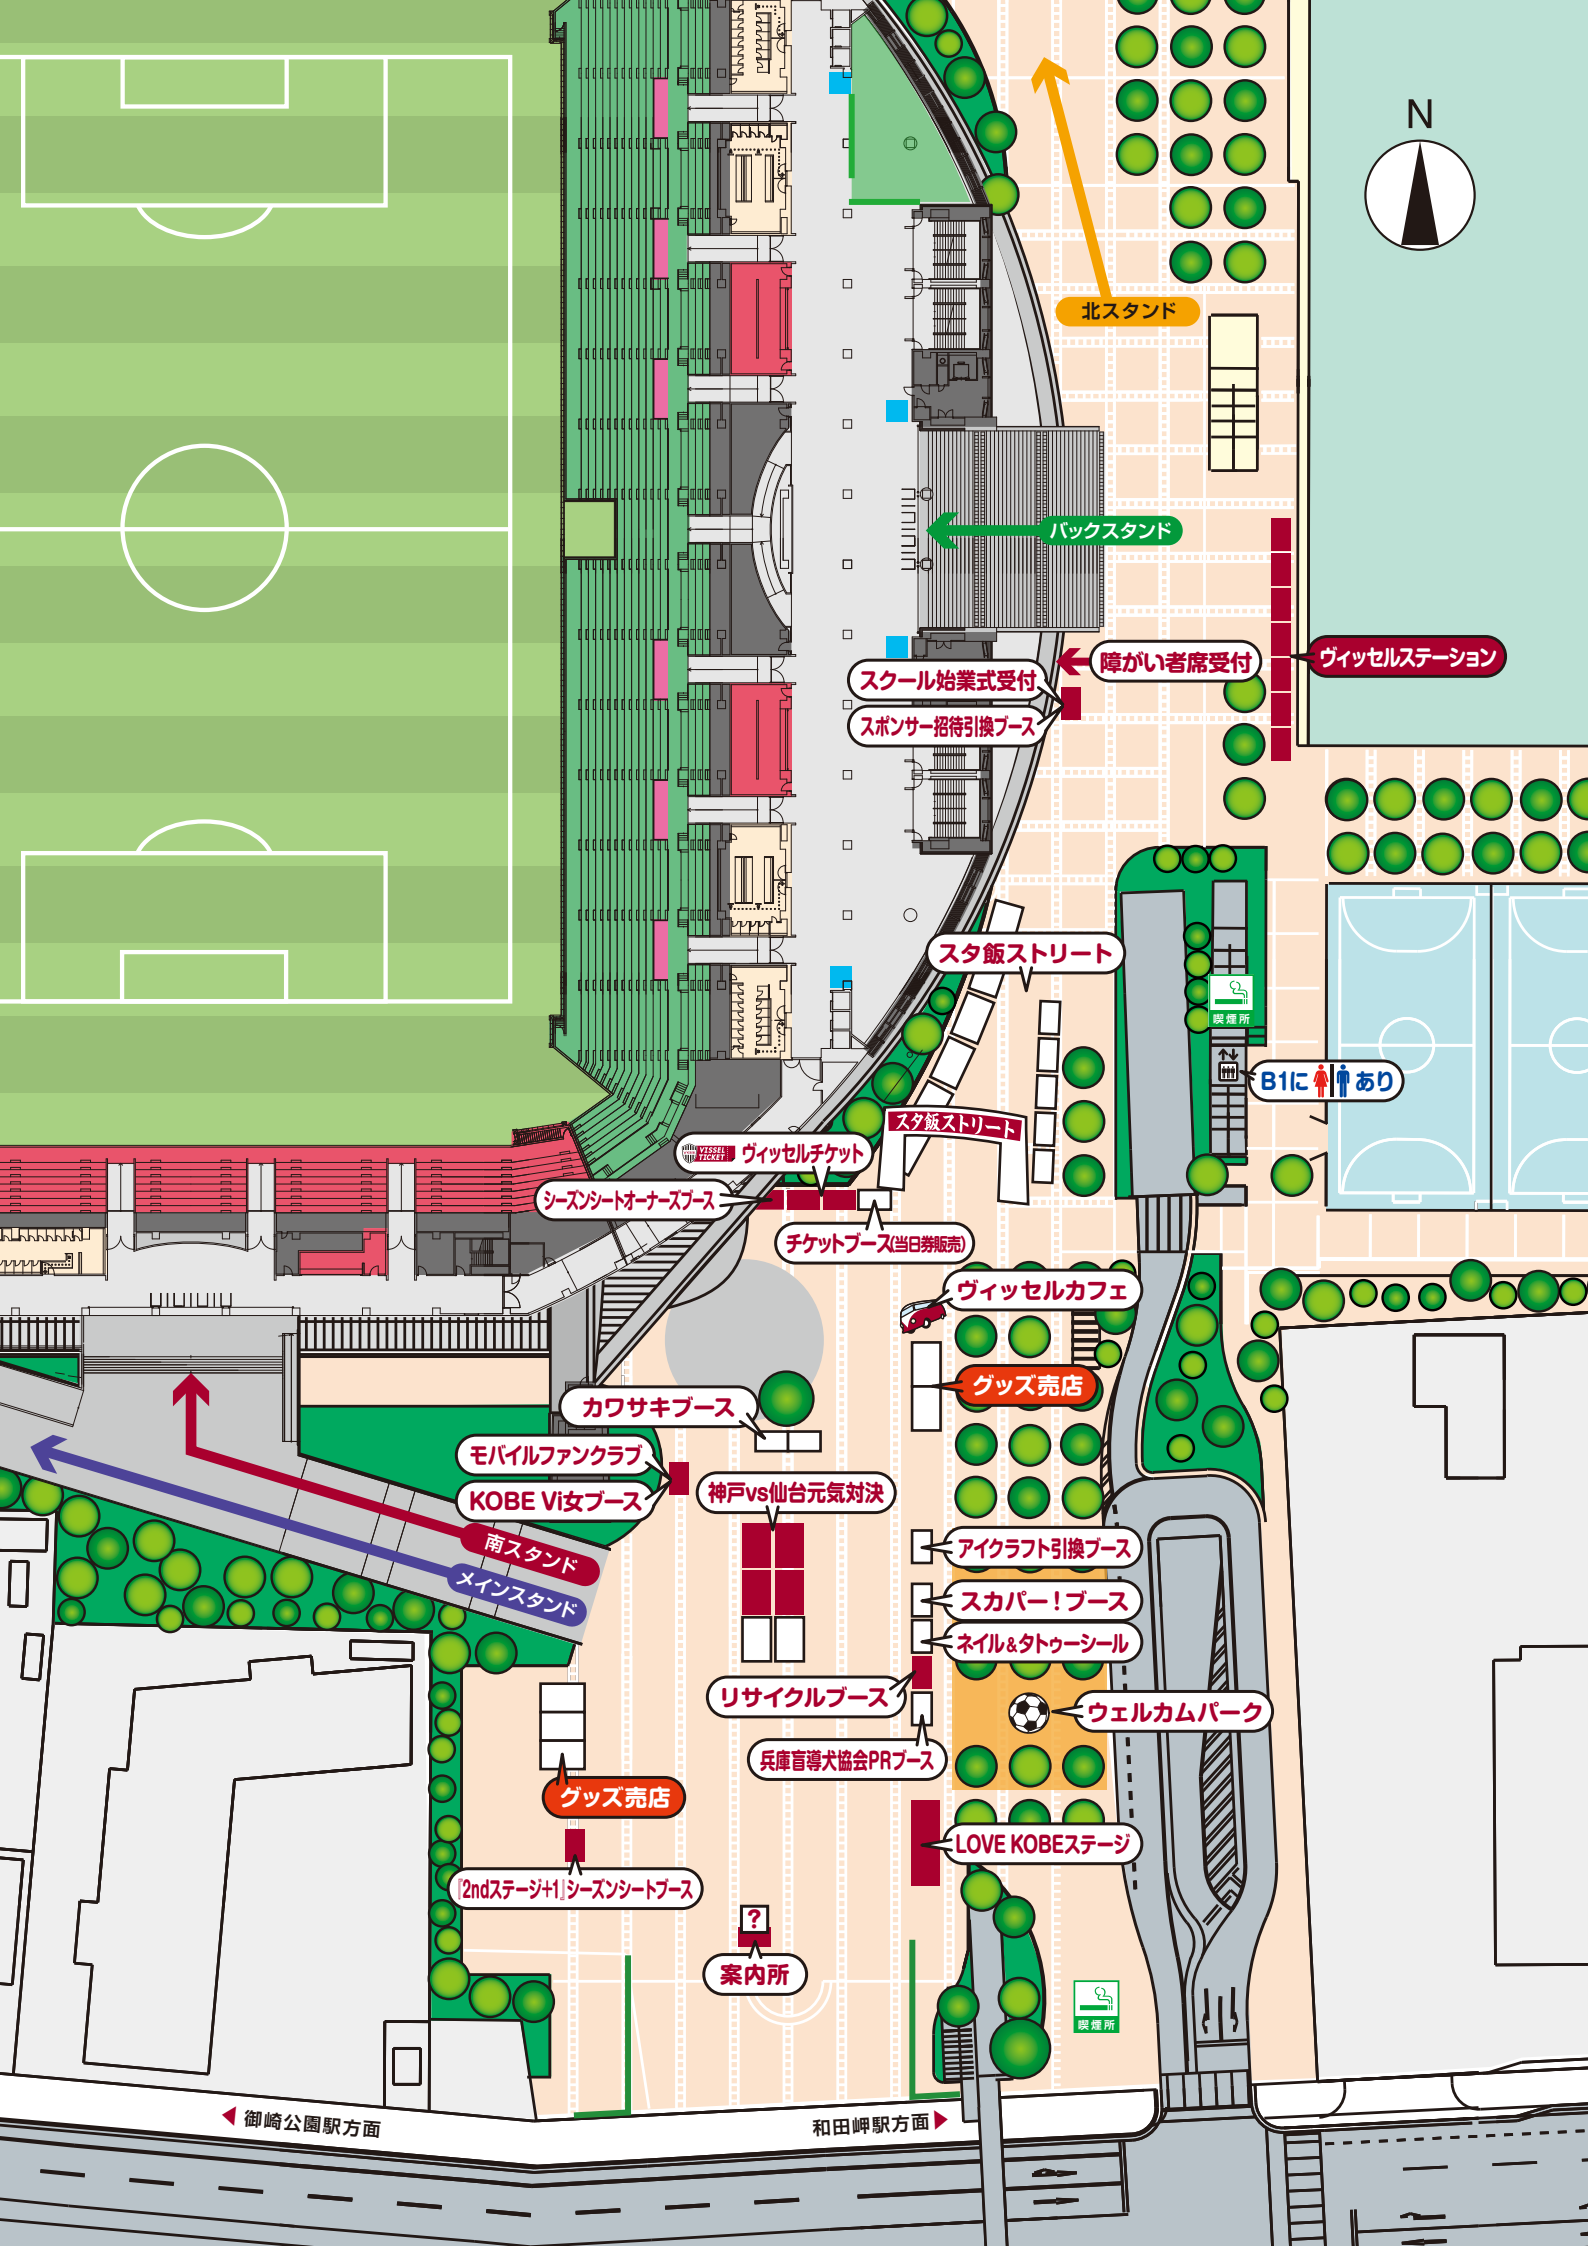 N
北スタンド
バックスタンド
障がい者席受付
ヴィッセルステーション
スクール始業式受付
スポンサー招待引換ブース
スタ飯ストリート
喫煙所
B1に あり
スタ飯ストリート
VISSEL
TICKET
ヴィッセルチケット
シーズンシートオーナーズブース
チケットブース(当日券販売)
ヴィッセルカフェ
グッズ売店
カワサキブース
モバイルファンクラブ
KOBE Vi女ブース
神戸vs仙台元気対決
南スタンド
メインスタンド
アイクラフト引換ブース
スカパー！ブース
ネイル&タトゥーシール
リサイクルブース
ウェルカムパーク
兵庫盲導犬協会PRブース
グッズ売店
LOVE KOBEステージ
『2ndステージ+1』シーズンシートブース
?
案内所
喫煙所
御崎公園駅方面
和田岬駅方面